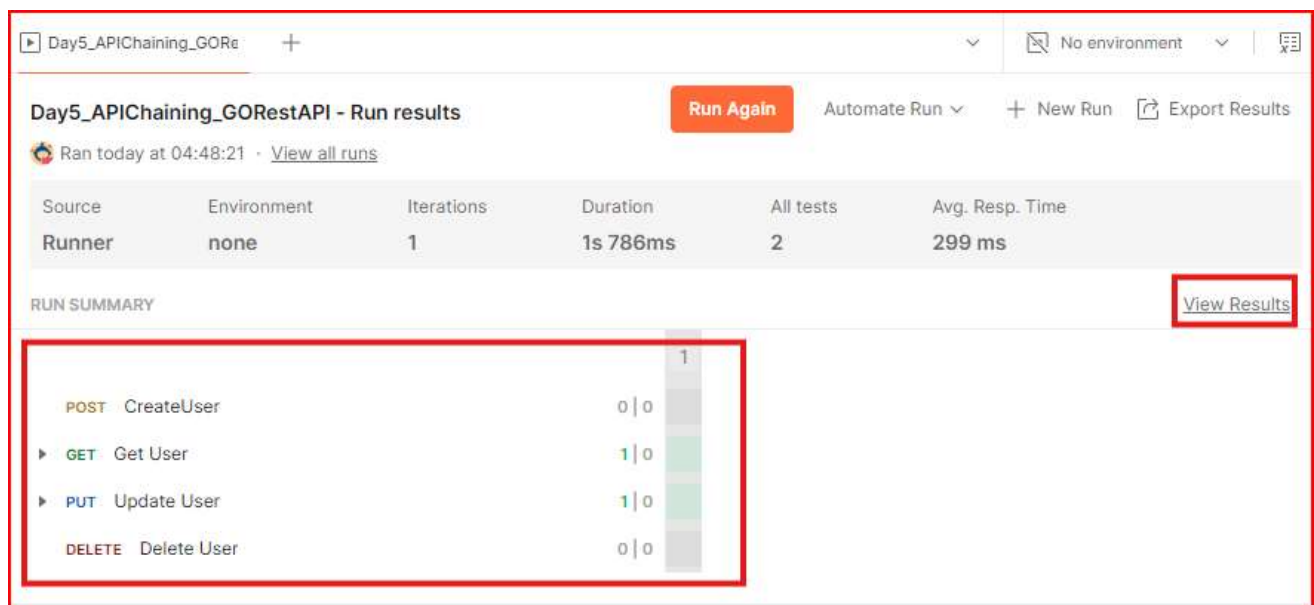 Day5_APIChaining_GORe
No environment
Day5_APIChaining_GORestAPI - Run results
Run Again Automate Run + New Run Export Results
Ran today at 04:48:21 · View all runs
Source Environment Iterations Duration All tests Avg. Resp. Time
Runner none 1 1s 786ms 2 299 ms
RUN SUMMARY View Results
1
POST CreateUser 0 | 0
GET Get User 1 | 0
PUT Update User 1 | 0
DELETE Delete User 0 | 0